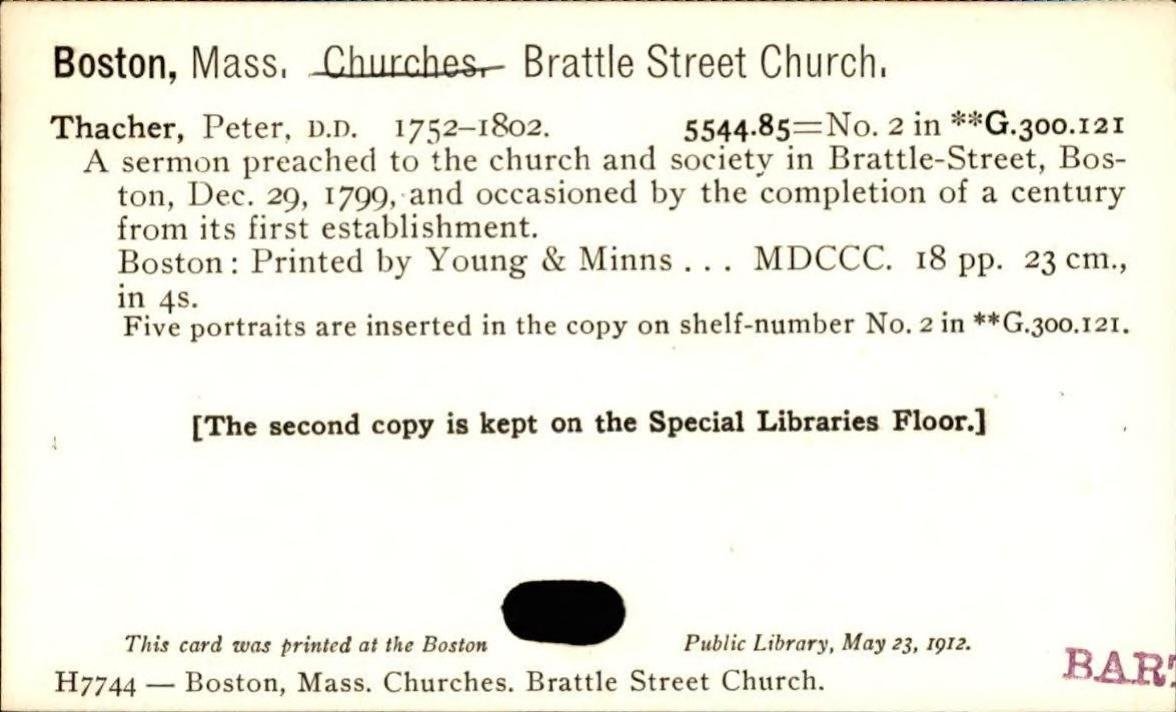 Boston, Mass. Churches. Brattle Street Church.
Thacher, Peter, D.D. 1752–1802. 5544.85=No. 2 in **G.300.121
A sermon preached to the church and society in Brattle-Street, Bos-
ton, Dec. 29, 1799, and occasioned by the completion of a century
from its first establishment.
Boston: Printed by Young & Minns . . . MDCCC. 18 pp. 23 cm.,
in 4s.
Five portraits are inserted in the copy on shelf-number No. 2 in **G.300.121.
[The second copy is kept on the Special Libraries Floor.]
This card was printed at the Boston Public Library, May 23, 1912.
H7744 — Boston, Mass. Churches. Brattle Street Church.